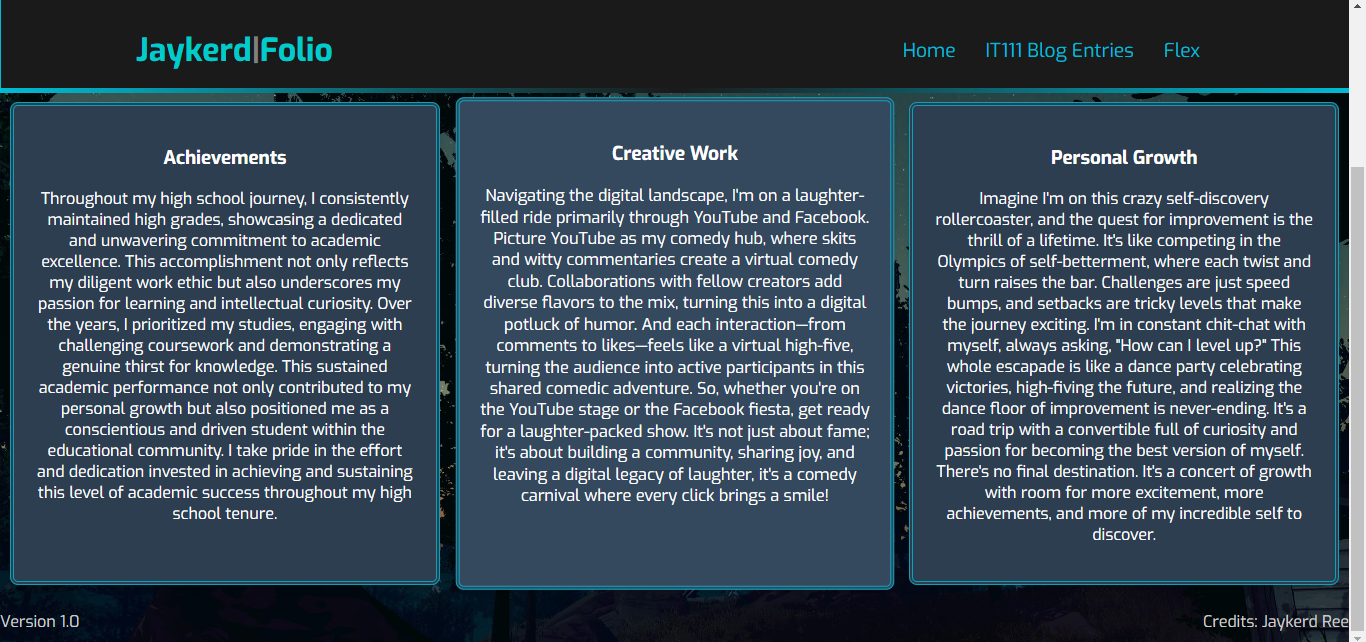 Jaykerd|Folio
Home
IT111 Blog Entries
Flex
Achievements
Throughout my high school journey, I consistently
maintained high grades, showcasing a dedicated
and unwavering commitment to academic
excellence. This accomplishment not only reflects
my diligent work ethic but also underscores my
passion for learning and intellectual curiosity. Over
the years, I prioritized my studies, engaging with
challenging coursework and demonstrating a
genuine thirst for knowledge. This sustained
academic performance not only contributed to my
personal growth but also positioned me as a
conscientious and driven student within the
educational community. I take pride in the effort
and dedication invested in achieving and sustaining
this level of academic success throughout my high
school tenure.
Creative Work
Navigating the digital landscape, I'm on a laughter-
filled ride primarily through YouTube and Facebook.
Picture YouTube as my comedy hub, where skits
and witty commentaries create a virtual comedy
club. Collaborations with fellow creators add
diverse flavors to the mix, turning this into a digital
potluck of humor. And each interaction—from
comments to likes—feels like a virtual high-five,
turning the audience into active participants in this
shared comedic adventure. So, whether you're on
the YouTube stage or the Facebook fiesta, get ready
for a laughter-packed show. It's not just about fame;
it's about building a community, sharing joy, and
leaving a digital legacy of laughter, it's a comedy
carnival where every click brings a smile!
Personal Growth
Imagine I'm on this crazy self-discovery
rollercoaster, and the quest for improvement is the
thrill of a lifetime. It's like competing in the
Olympics of self-betterment, where each twist and
turn raises the bar. Challenges are just speed
bumps, and setbacks are tricky levels that make
the journey exciting. I'm in constant chit-chat with
myself, always asking, "How can I level up?" This
whole escapade is like a dance party celebrating
victories, high-fiving the future, and realizing the
dance floor of improvement is never-ending. It's a
road trip with a convertible full of curiosity and
passion for becoming the best version of myself.
There's no final destination. It's a concert of growth
with room for more excitement, more
achievements, and more of my incredible self to
discover.
Version 1.0
Credits: Jaykerd Ree